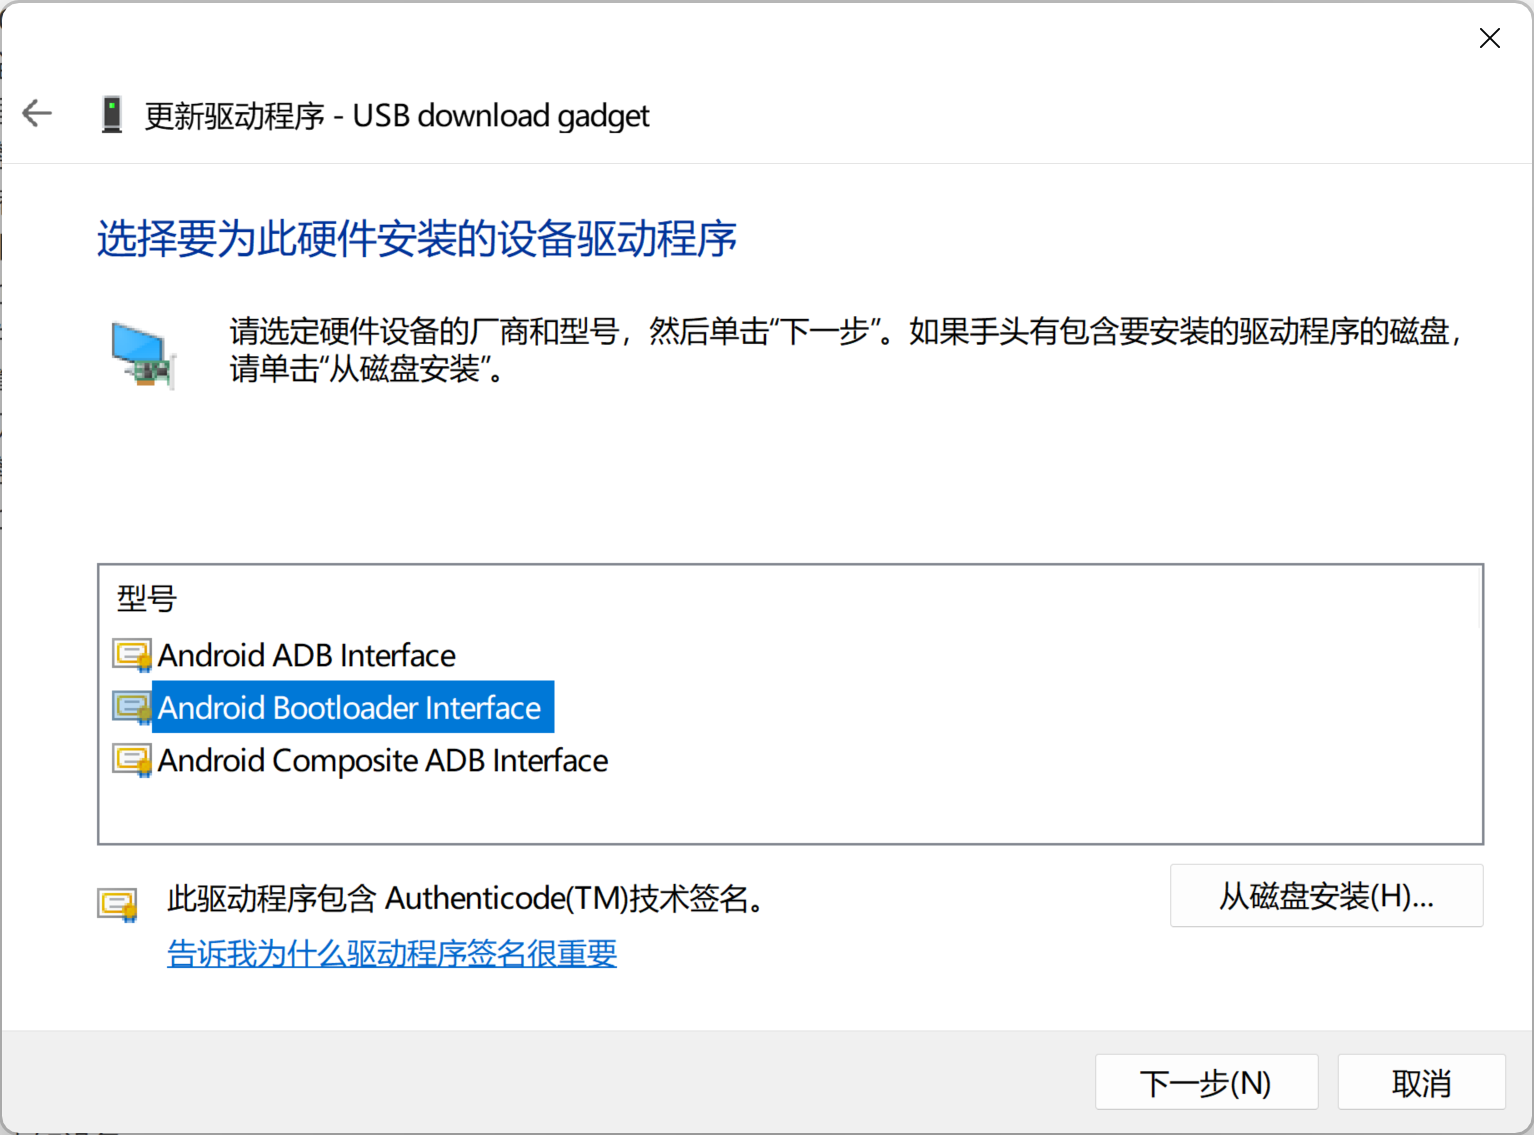 更新驱动程序 - USB download gadget
选择要为此硬件安装的设备驱动程序
请选定硬件设备的厂商和型号，然后单击“下一步”。如果手头有包含要安装的驱动程序的磁盘，
请单击“从磁盘安装”。
型号
Android ADB Interface
Android Bootloader Interface
Android Composite ADB Interface
此驱动程序包含 Authenticode(TM)技术签名。
从磁盘安装(H)...
告诉我为什么驱动程序签名很重要
下一步(N)
取消